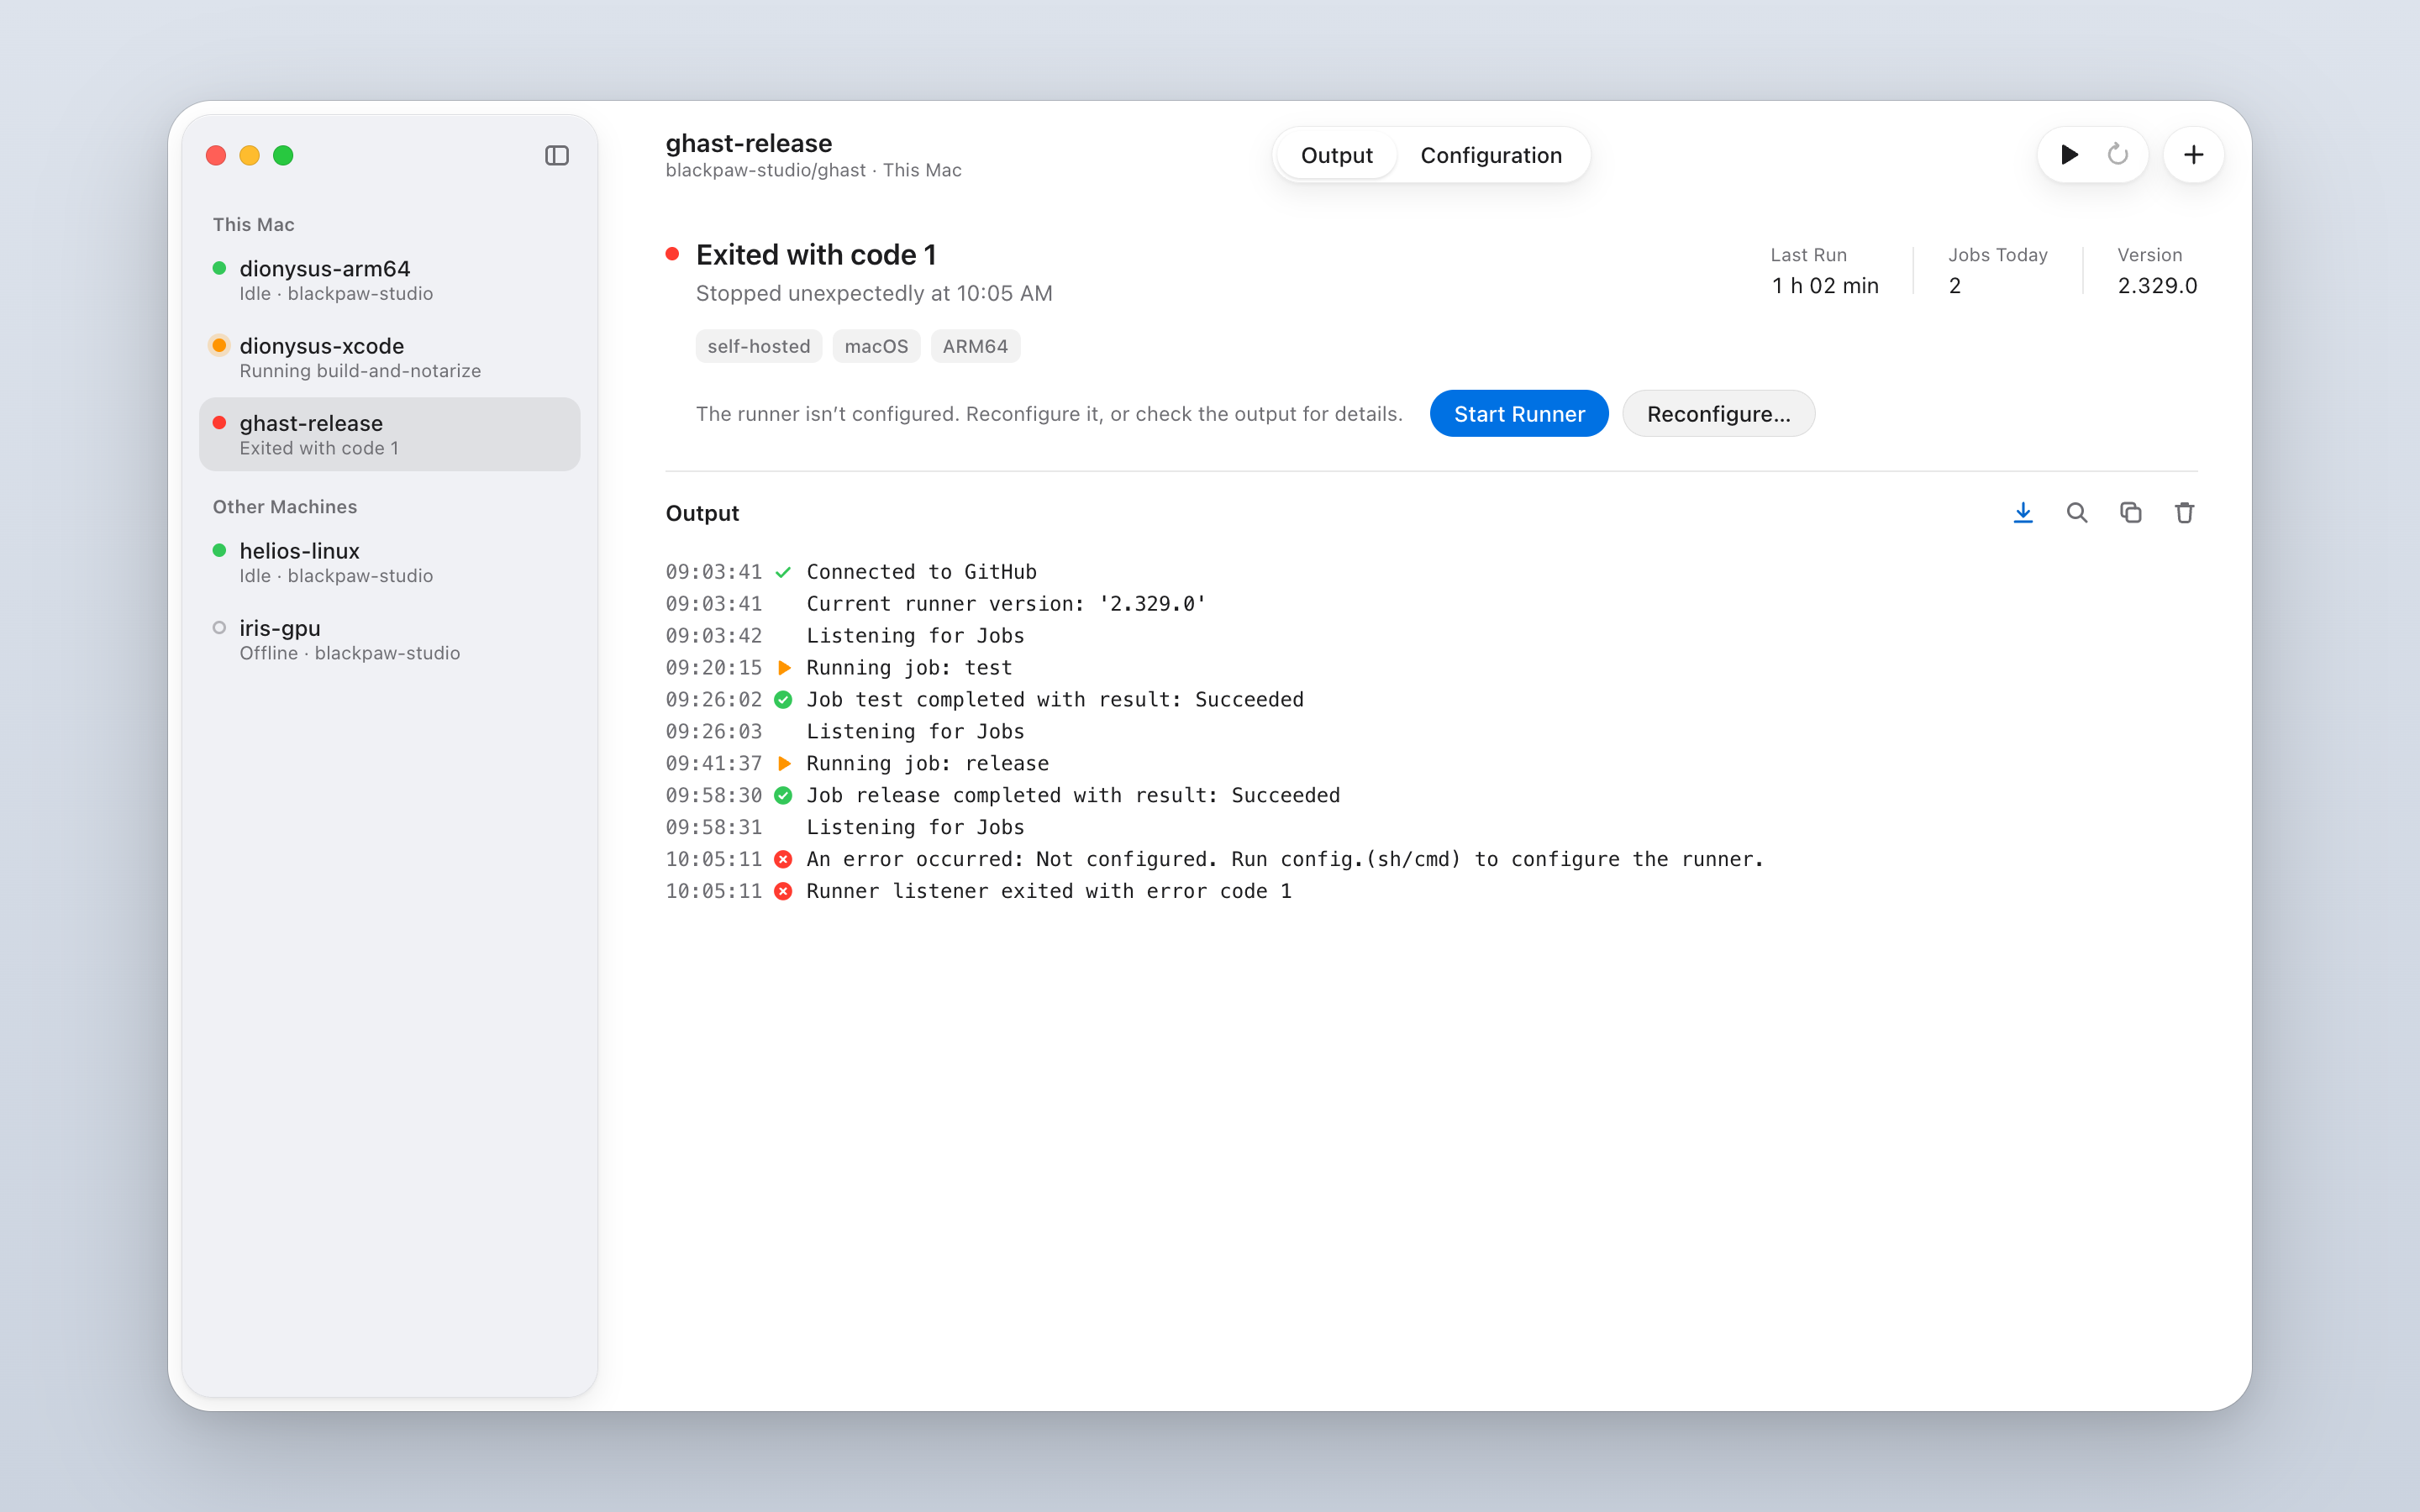 This Mac
dionysus-arm64
Idle · blackpaw-studio
dionysus-xcode
Running build-and-notarize
ghast-release
Exited with code 1
Other Machines
helios-linux
Idle · blackpaw-studio
iris-gpu
Offline · blackpaw-studio
ghast-release
blackpaw-studio/ghast · This Mac
Output
Configuration
Exited with code 1
Stopped unexpectedly at 10:05 AM
Last Run
1 h 02 min
Jobs Today
2
Version
2.329.0
self-hosted
macOS
ARM64
The runner isn’t configured. Reconfigure it, or check the output for details.
Start Runner
Reconfigure...
Output
09:03:41 Connected to GitHub
09:03:41 Current runner version: '2.329.0'
09:03:42 Listening for Jobs
09:20:15 Running job: test
09:26:02 Job test completed with result: Succeeded
09:26:03 Listening for Jobs
09:41:37 Running job: release
09:58:30 Job release completed with result: Succeeded
09:58:31 Listening for Jobs
10:05:11 An error occurred: Not configured. Run config.(sh/cmd) to configure the runner.
10:05:11 Runner listener exited with error code 1